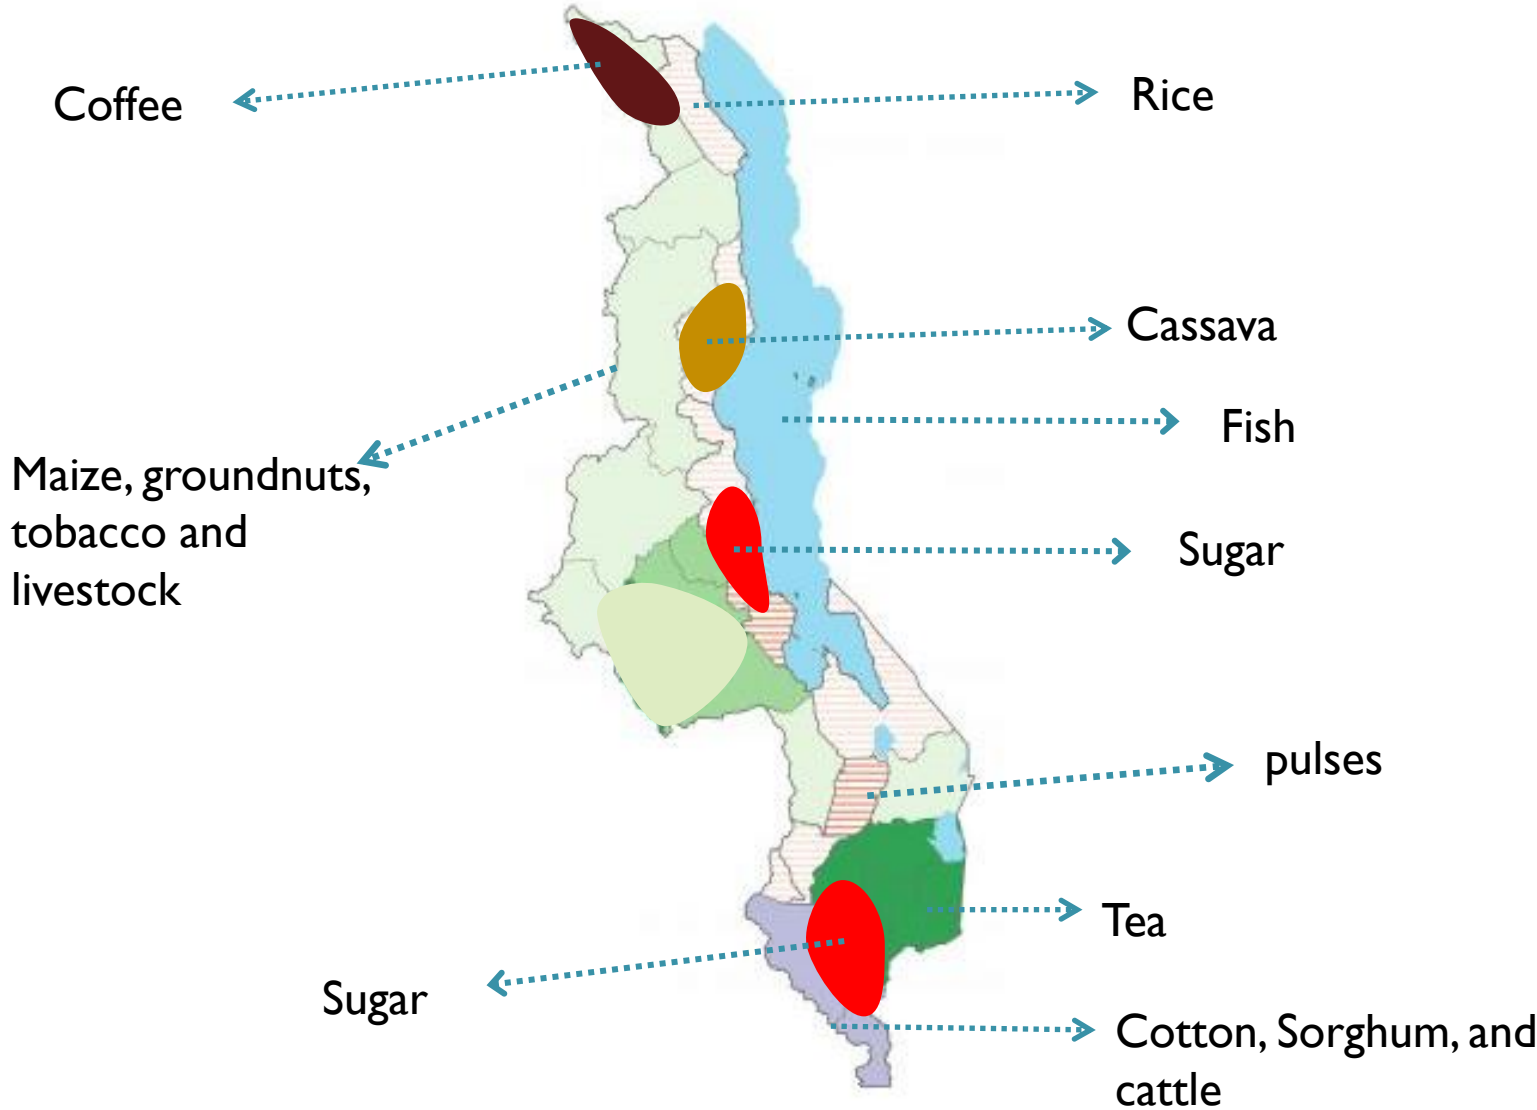 Coffee
Rice
Cassava
Fish
Maize, groundnuts,
tobacco and
livestock
Sugar
pulses
Tea
Sugar
Cotton, Sorghum, and
cattle